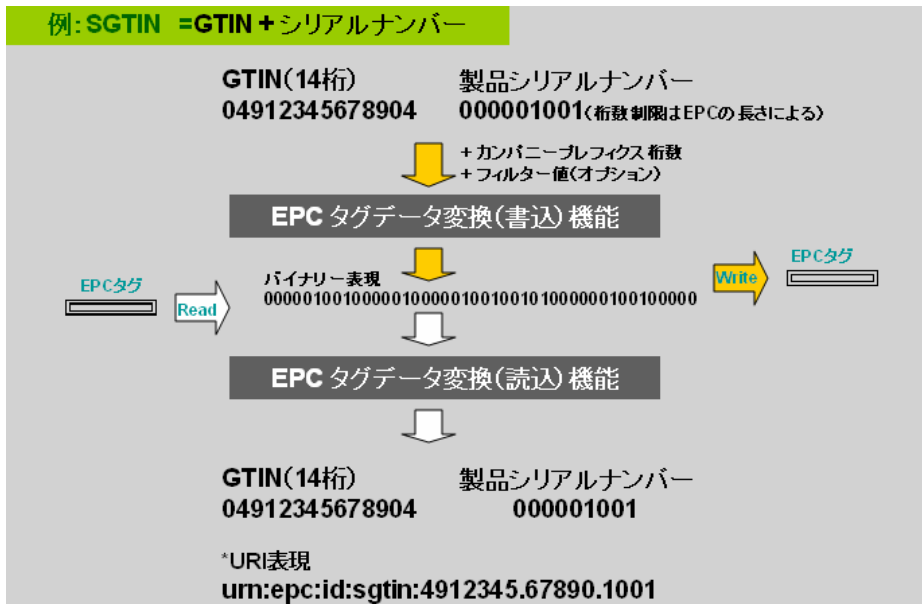 例：SGTIN =GTIN + シリアルナンバー
GTIN(14桁) 製品シリアルナンバー
04912345678904 000001001(桁数制限はEPCの長さによる)
+ カンパニープレフィクス桁数
+ フィルター値(オプション)
EPC タグデータ変換(書込)機能
EPCタグ
Read
バイナリー表現
0000010010000010000010010010101000000100100000
Write
EPCタグ
EPC タグデータ変換(読込)機能
GTIN(14桁) 製品シリアルナンバー
04912345678904 000001001
*URI表現
urn:epc:id:sgtin:4912345.67890.1001